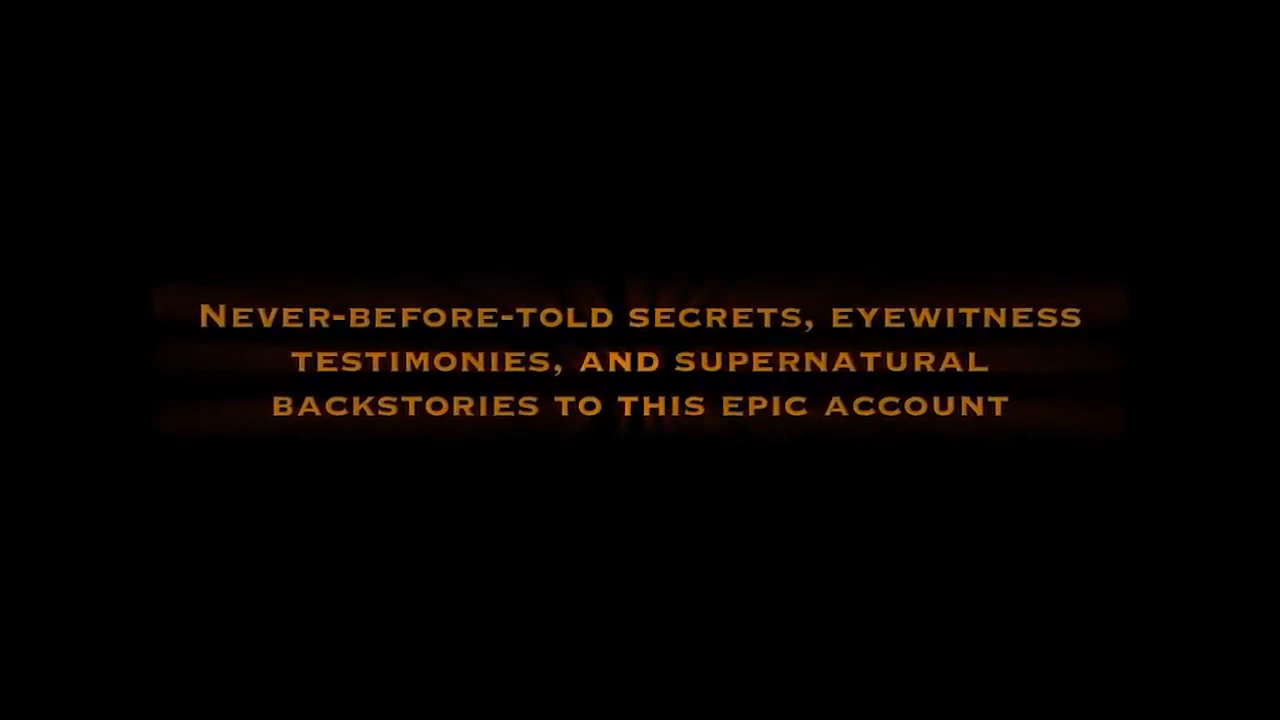 Never-before-told secrets, eyewitness
testimonies, and supernatural
backstories to this epic account